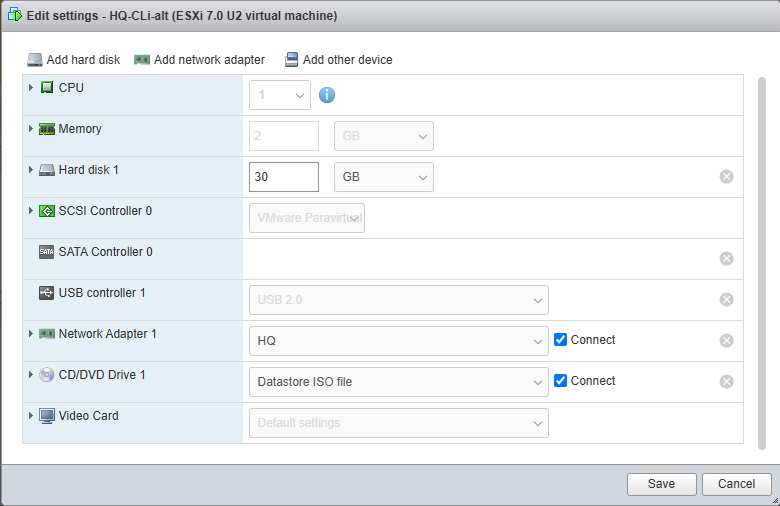 Edit settings - HQ-CLi-alt (ESXi 7.0 U2 virtual machine)
Add hard disk Add network adapter Add other device
CPU 1
Memory 2 GB
Hard disk 1 30 GB
SCSI Controller 0 VMware Paravirtual
SATA SATA Controller 0
USB controller 1 USB 2.0
Network Adapter 1 HQ Connect
CD/DVD Drive 1 Datastore ISO file Connect
Video Card Default settings
Save Cancel